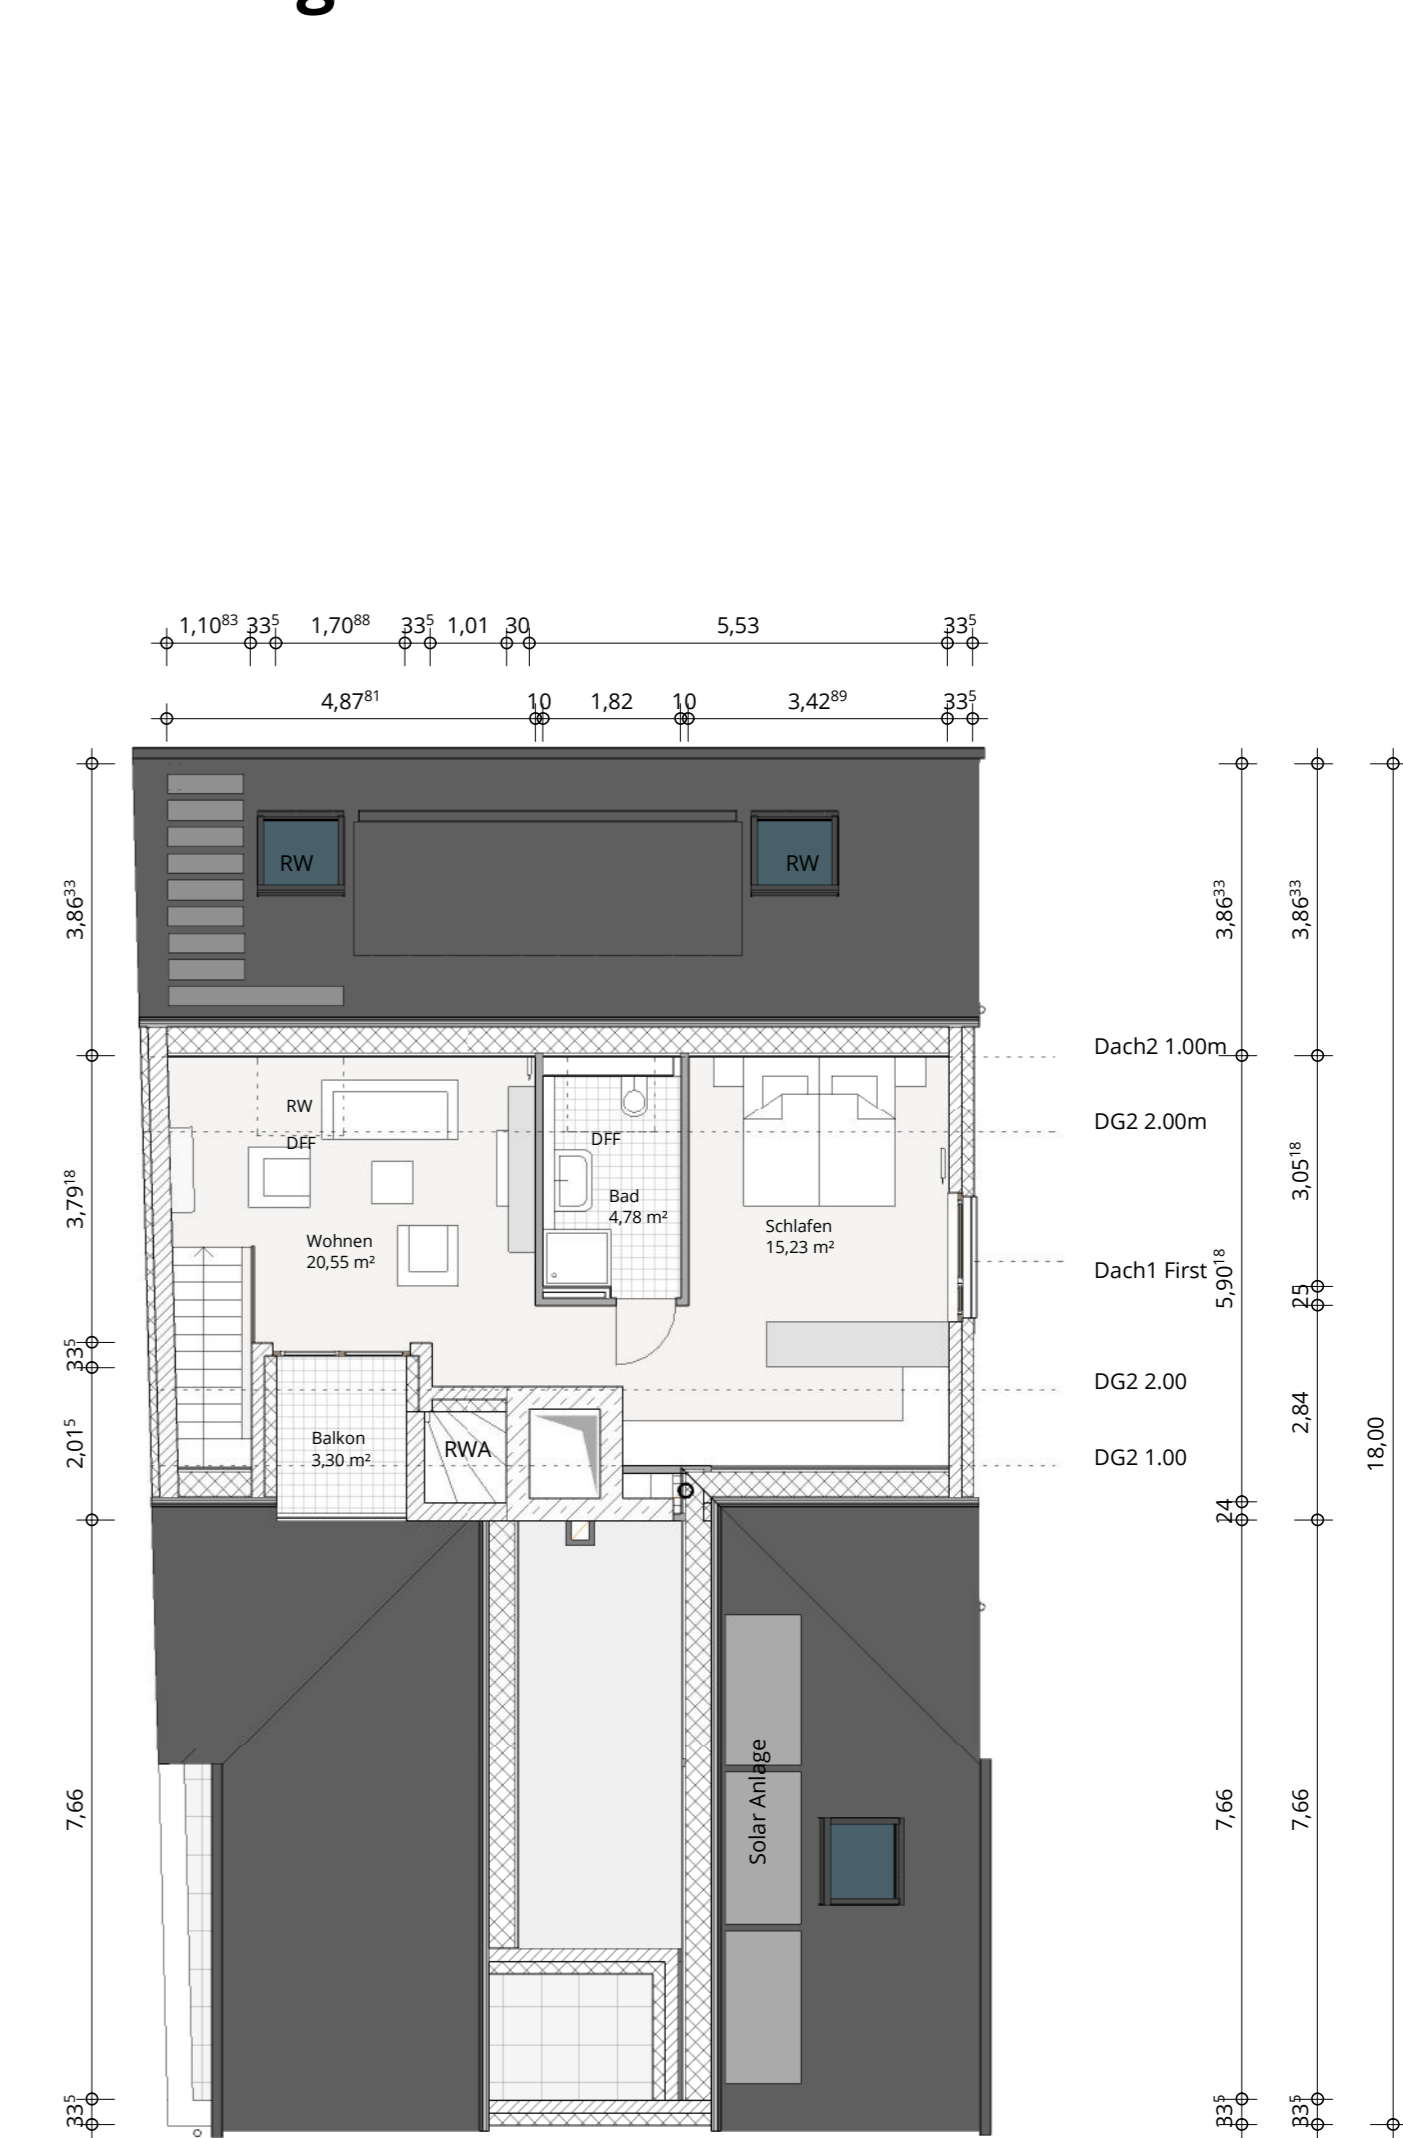 g
1,10⁸³ 33⁵ 1,70⁸⁸ 33⁵ 1,01 30 5,53 33⁵
4,87⁸¹ 10 1,82 10 3,42⁸⁹ 33⁵
RW RW
3,86³³ 3,86³³ 3,86³³
Dach2 1.00m
RW
DG2 2.00m
DFF DFF
3,79¹⁸ 3,05¹⁸
Bad
4,78 m²
Schlafen
15,23 m²
Wohnen
20,55 m²
Dach1 First
5,90¹⁸
25
33⁵
DG2 2.00
2,84
2,01⁵
Balkon
3,30 m²
RWA
DG2 1.00
18,00
24
Solar Anlage
7,66 7,66 7,66
33⁵ 33⁵ 33⁵